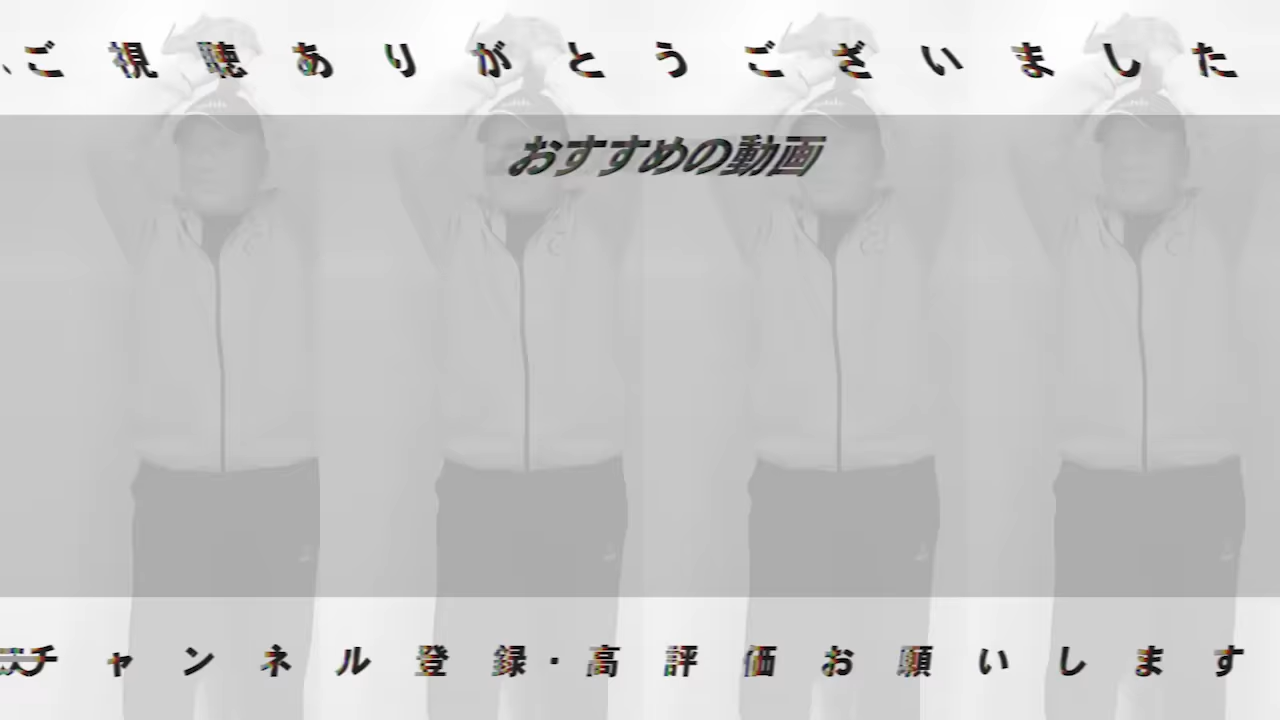 ご視聴ありがとうございました
おすすめの動画
チャンネル登録・高評価お願いします